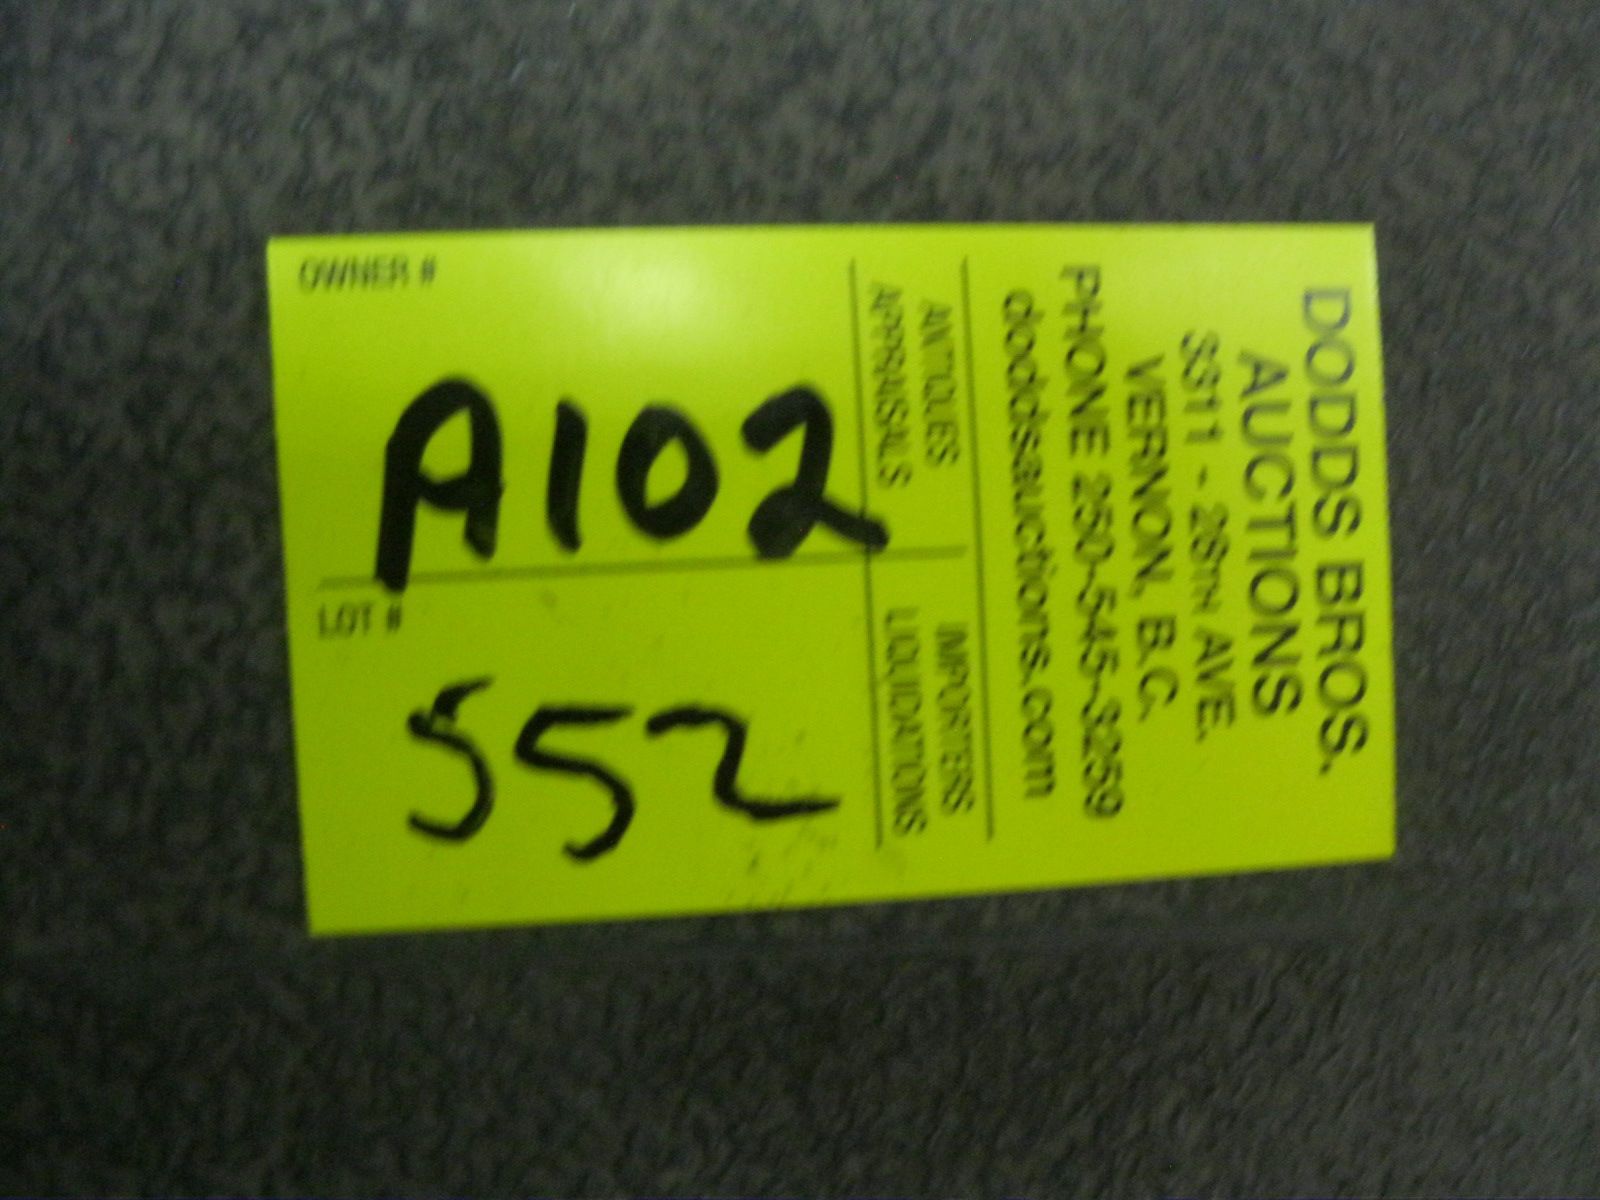 DODDS BROS.
AUCTIONS
3311 - 28TH AVE.
VERNON, B.C.
PHONE 250-545-3259
doddsauctions.com
ANTIQUES
APPRAISALS
IMPORTERS
LIQUIDATIONS
OWNER #
A102
LOT #
552